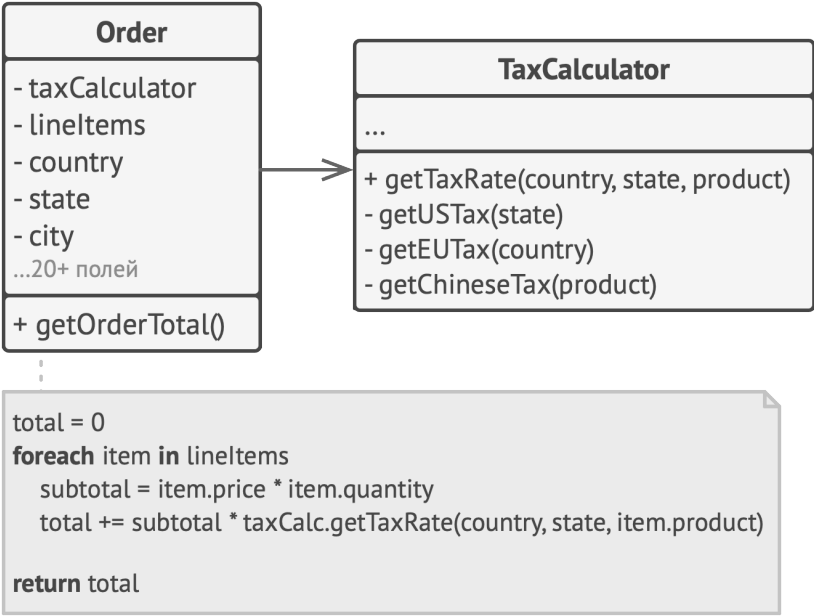 Order
- taxCalculator
- lineItems
- country
- state
- city
...20+ полей
+ getOrderTotal()
TaxCalculator
...
+ getTaxRate(country, state, product)
- getUSTax(state)
- getEUTax(country)
- getChineseTax(product)
total = 0
foreach item in lineItems
subtotal = item.price * item.quantity
total += subtotal * taxCalc.getTaxRate(country, state, item.product)
return total